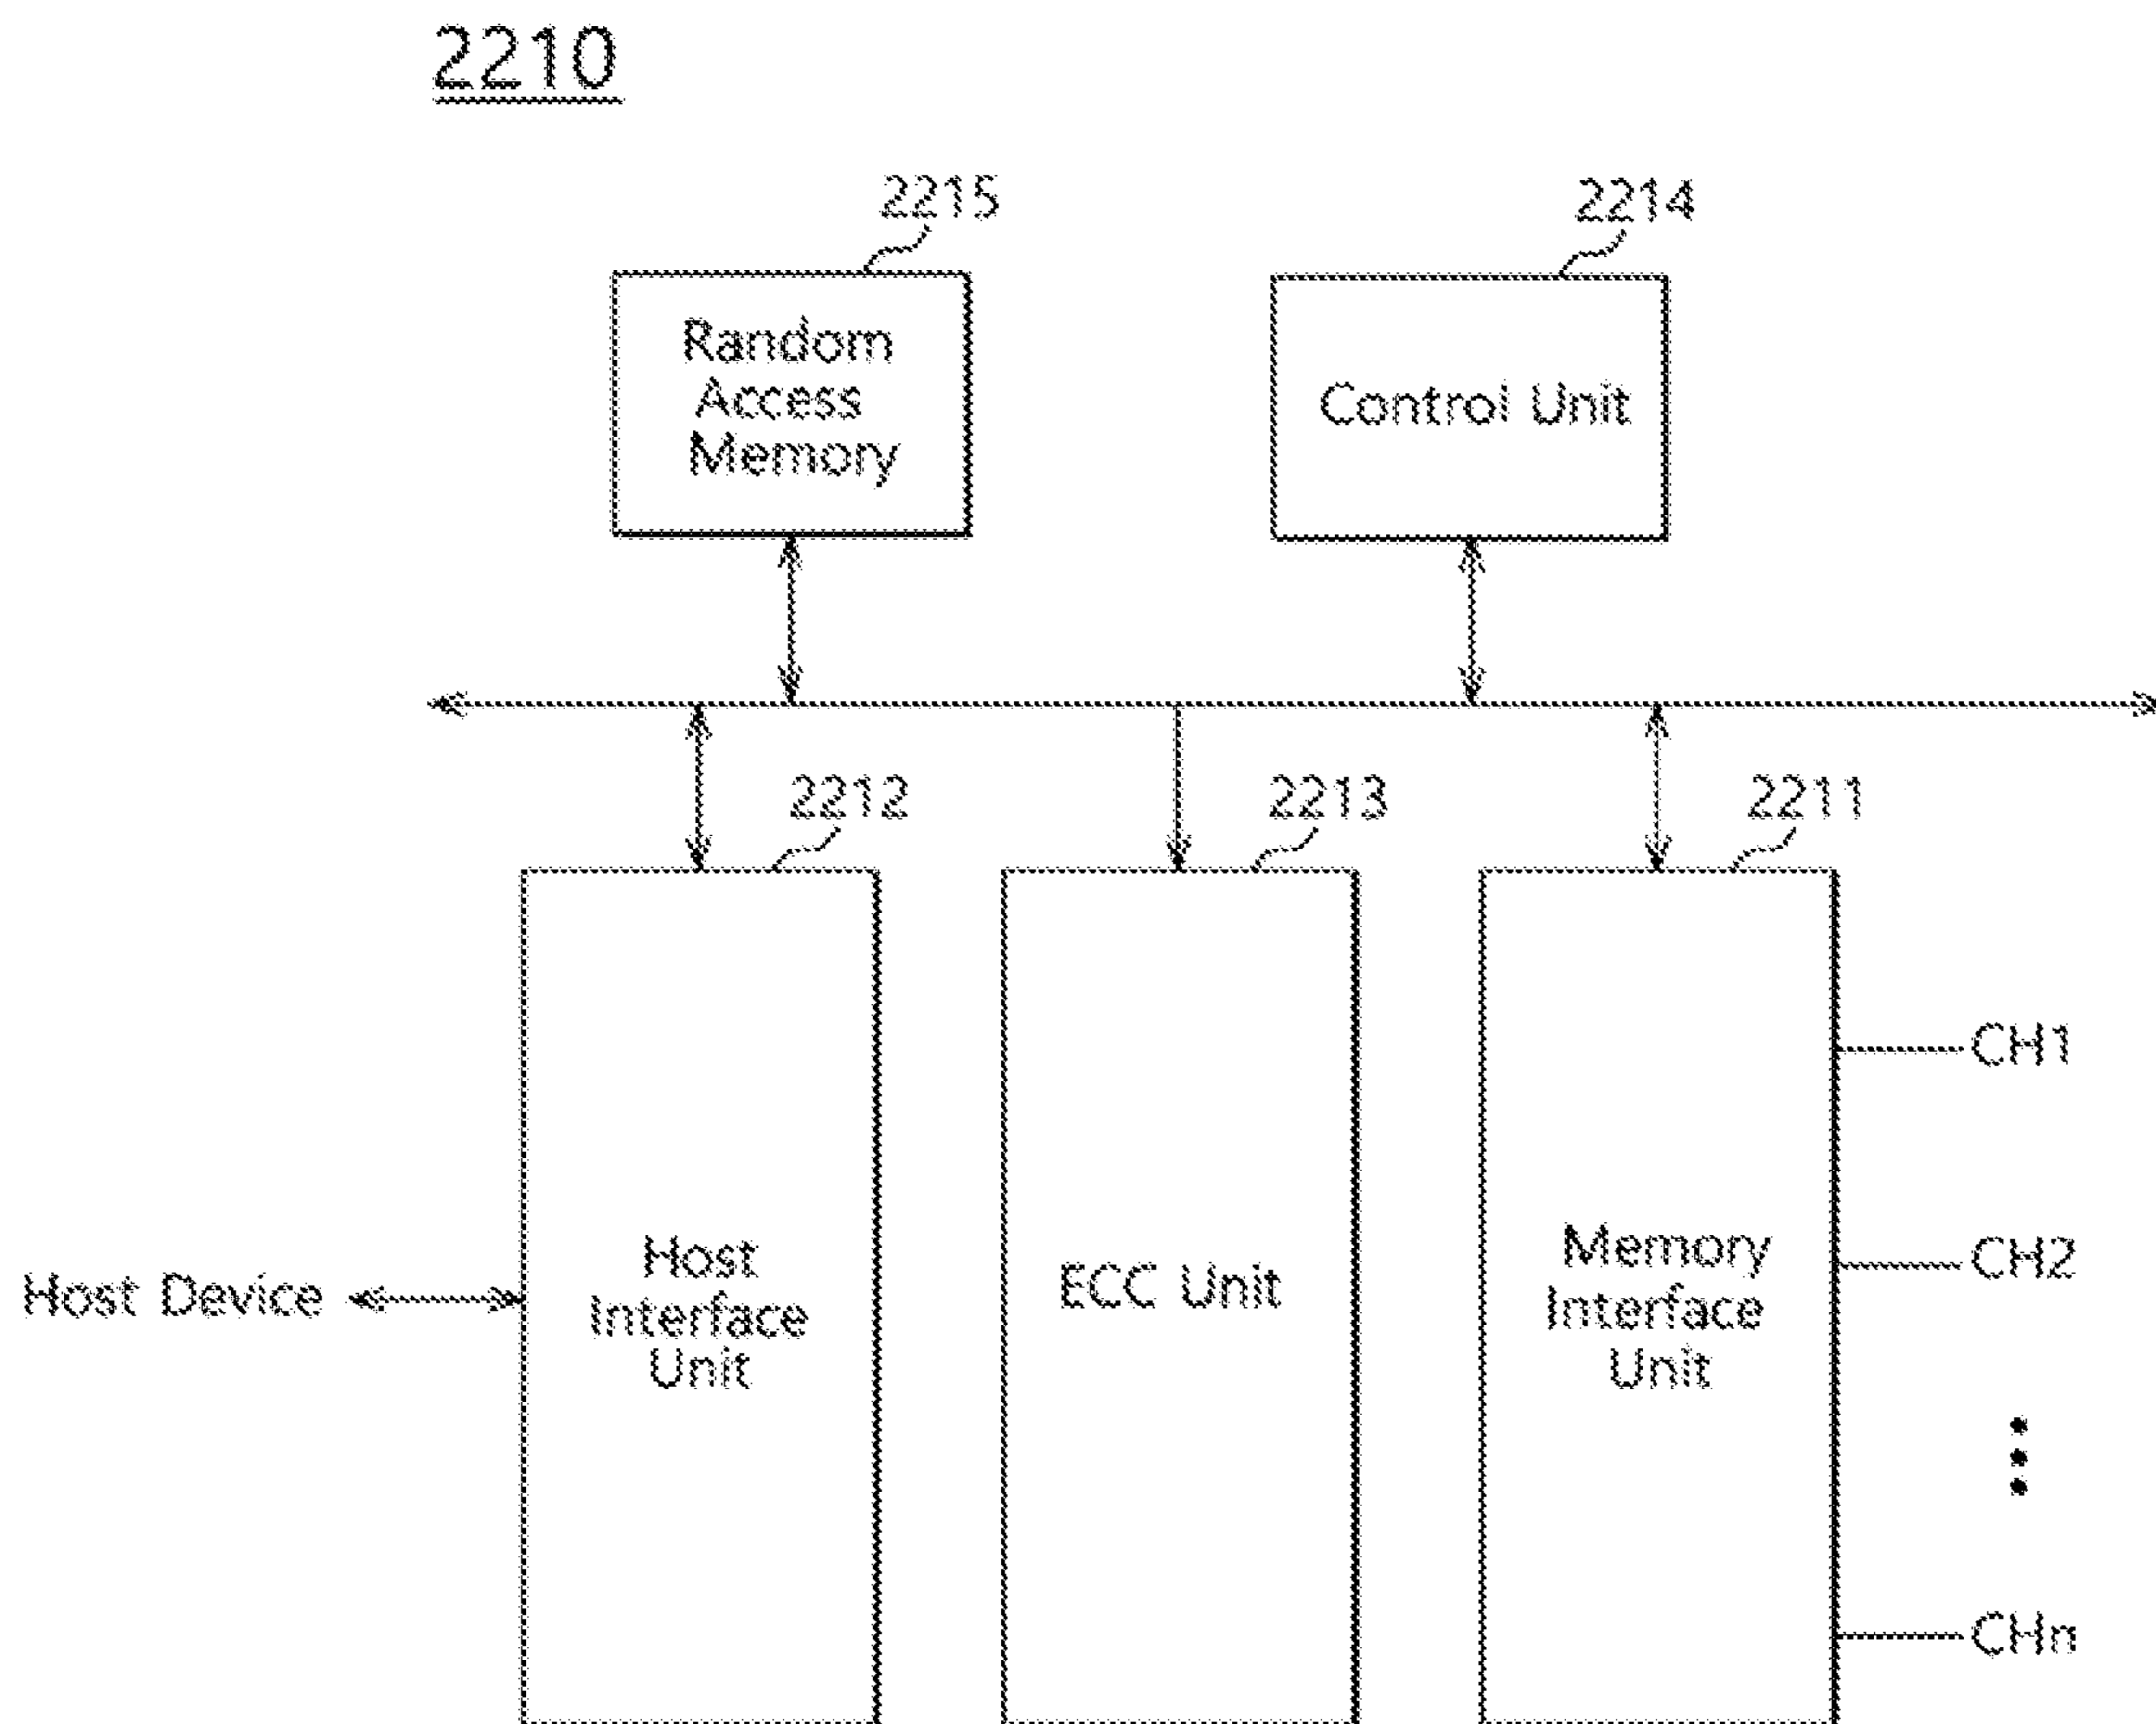 2210
2215
2214
Random
Access
Memory
Control Unit
2212
2213
2211
CH1
CH2
CHn
Host Device
Host
Interface
Unit
ECC Unit
Memory
Interface
Unit